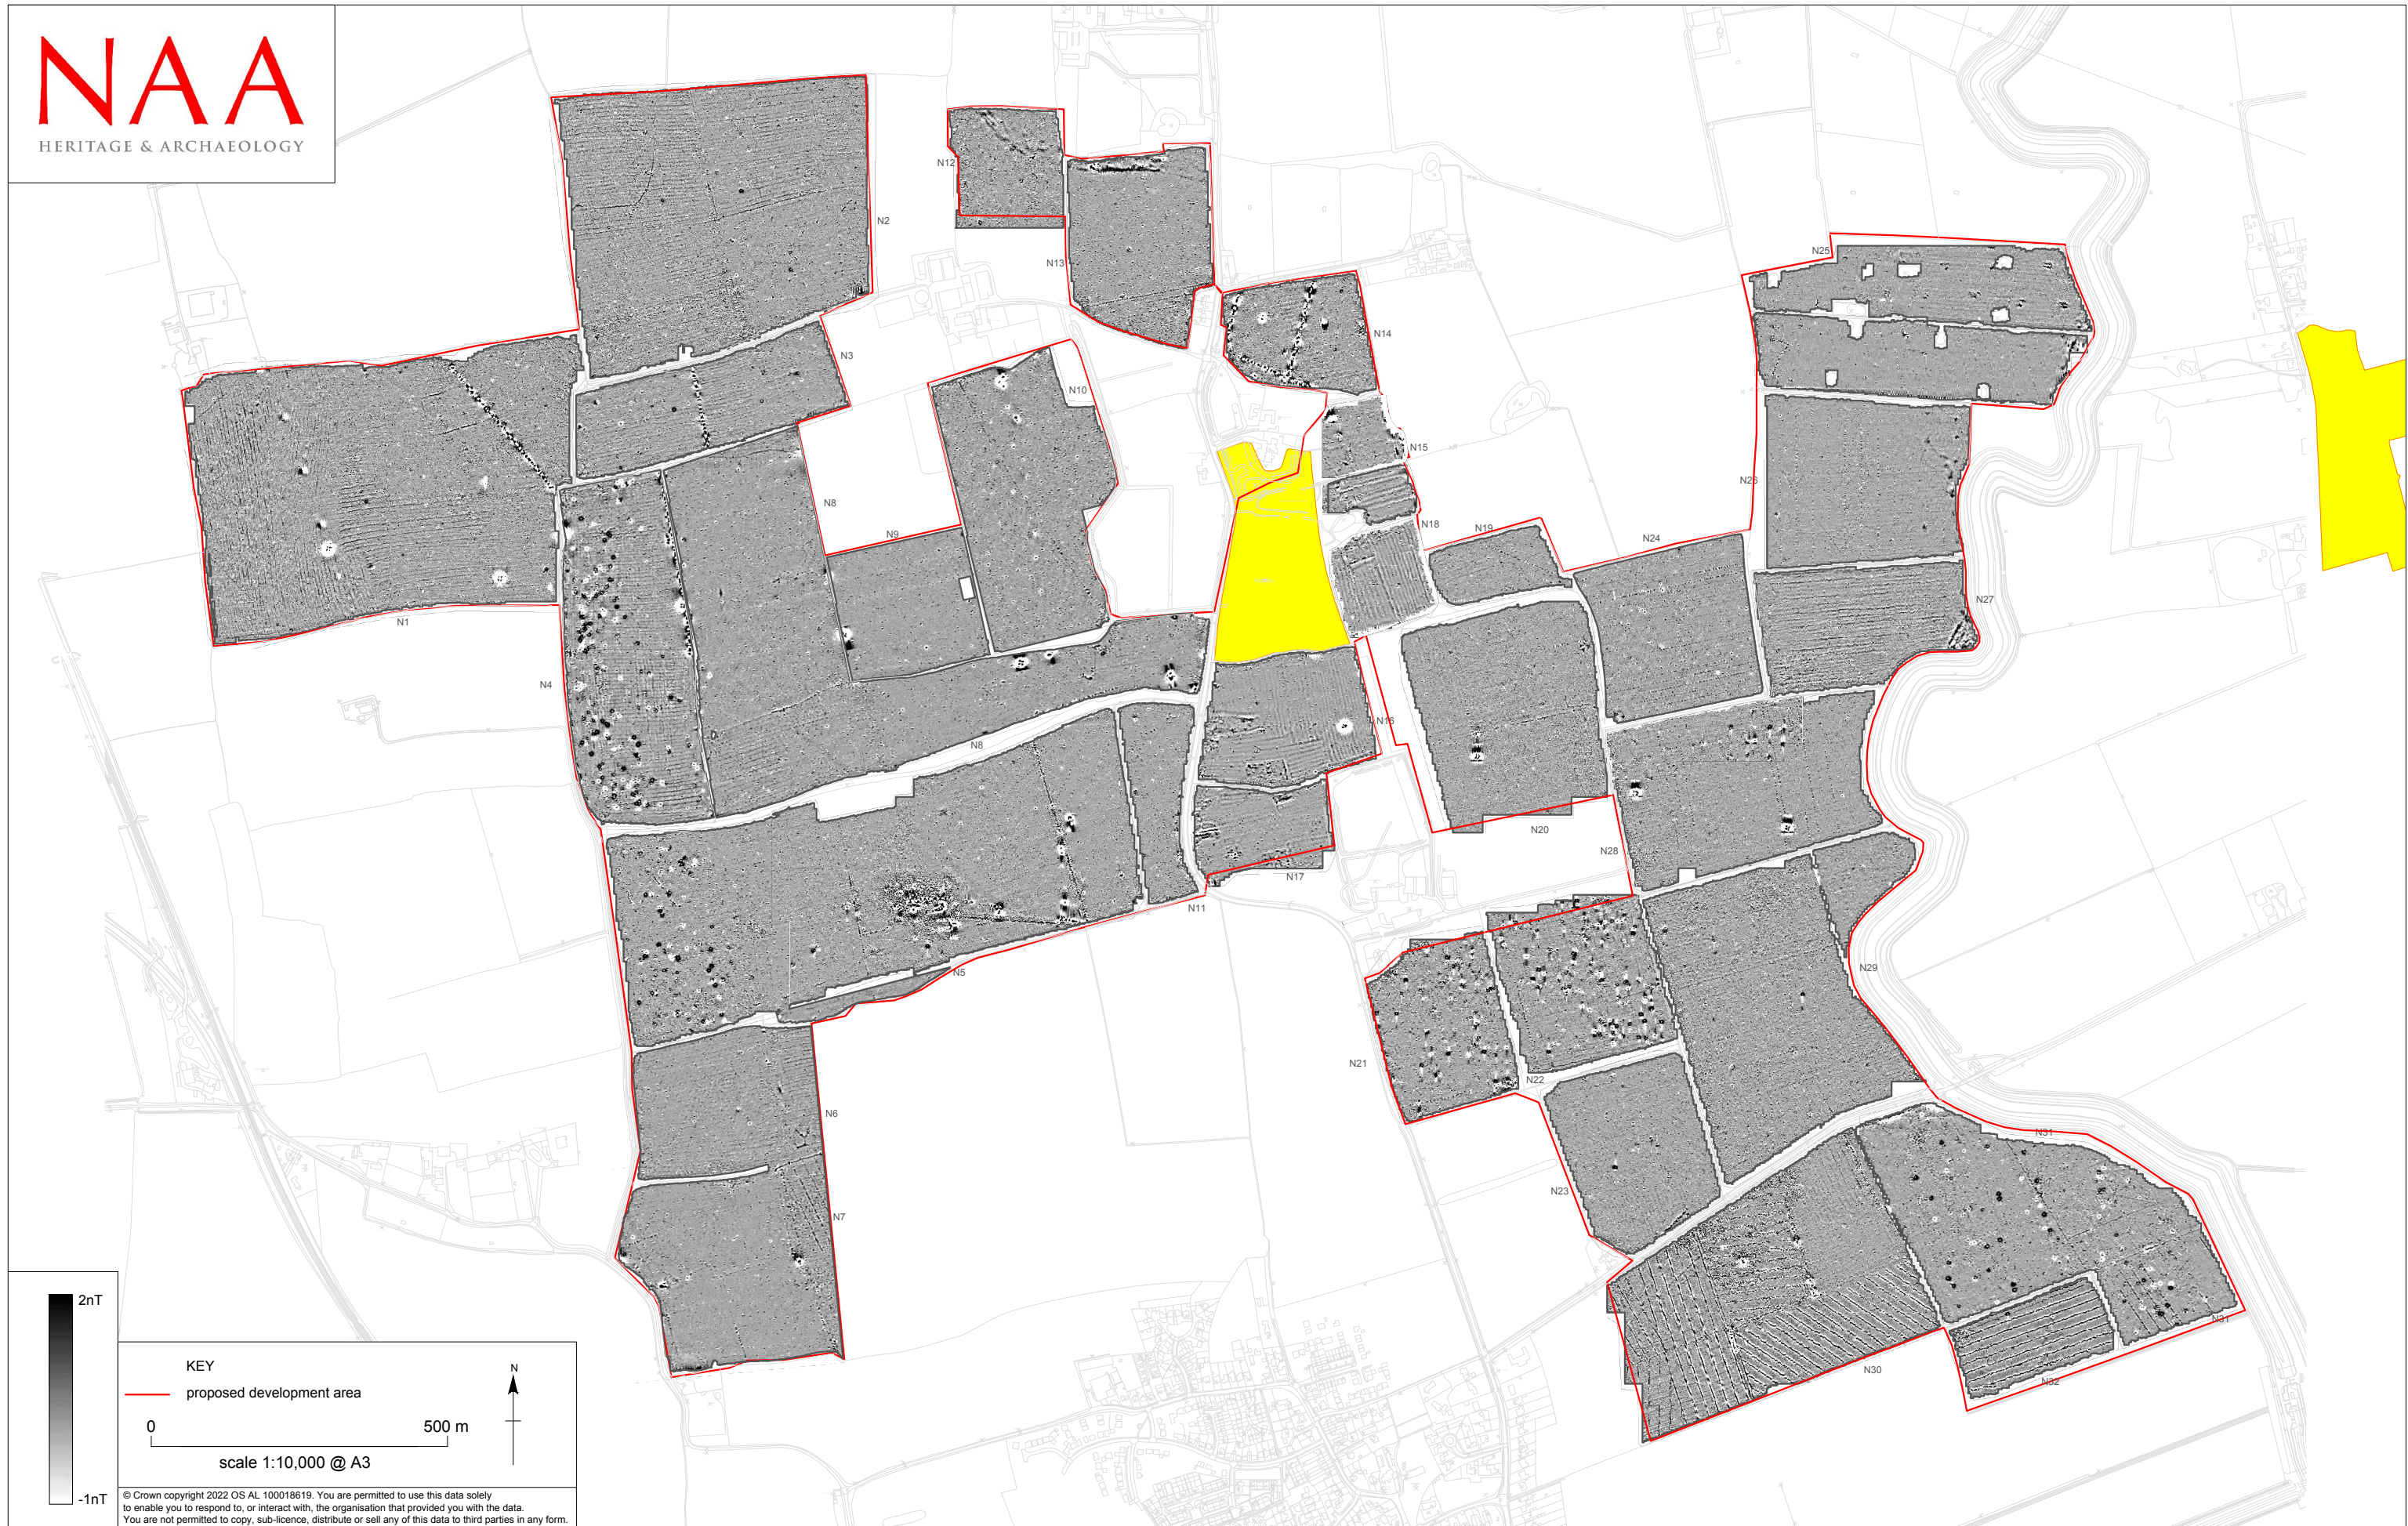 NAA
HERITAGE & ARCHAEOLOGY
N12
N2
N13
N25
N14
N3
N10
N15
N26
N8
N18
N19
N9
N24
N27
N1
N4
N16
N8
N20
N28
N17
N11
N29
N5
N21
N22
N6
N31
N23
N7
2nT
-1nT
N31
N30
N32
KEY
proposed development area
N
0
500 m
scale 1:10,000 @ A3
© Crown copyright 2022 OS AL 100018619. You are permitted to use this data solely
to enable you to respond to, or interact with, the organisation that provided you with the data.
You are not permitted to copy, sub-licence, distribute or sell any of this data to third parties in any form.